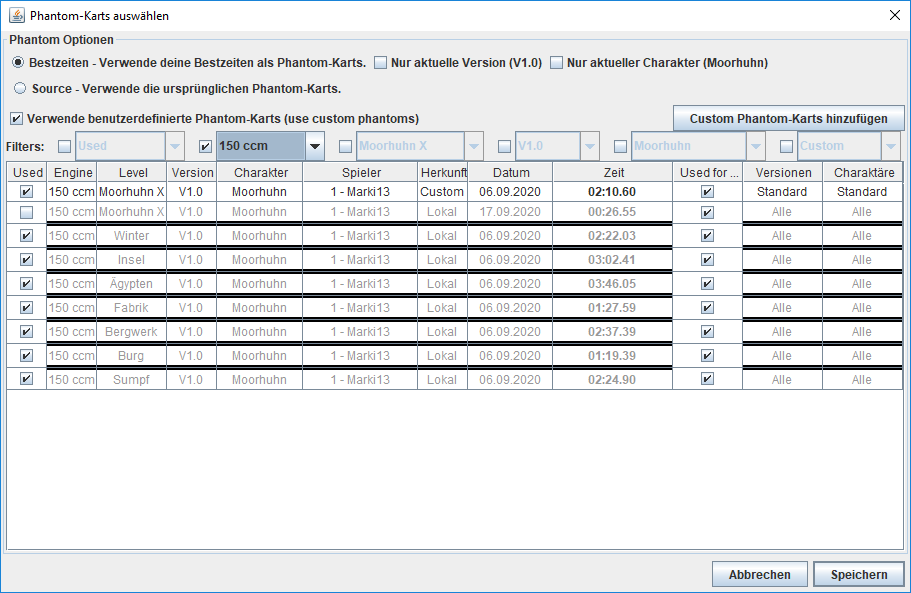 Phantom-Karts auswählen
Phantom Optionen
Bestzeiten - Verwende deine Bestzeiten als Phantom-Karts. Nur aktuelle Version (V1.0) Nur aktueller Charakter (Moorhuhn)
Source - Verwende die ursprünglichen Phantom-Karts.
Verwende benutzerdefinierte Phantom-Karts (use custom phantoms) Custom Phantom-Karts hinzufügen
Filters: Used 150 ccm Moorhuhn X V1.0 Moorhuhn Custom
Used Engine Level Version Charakter Spieler Herkunft Datum Zeit Used for ... Versionen Charaktäre
150 ccm Moorhuhn X V1.0 Moorhuhn 1 - Marki13 Custom 06.09.2020 02:10.60 Standard Standard
150 ccm Moorhuhn X V1.0 Moorhuhn 1 - Marki13 Lokal 17.09.2020 00:26.55 Alle Alle
150 ccm Winter V1.0 Moorhuhn 1 - Marki13 Lokal 06.09.2020 02:22.03 Alle Alle
150 ccm Insel V1.0 Moorhuhn 1 - Marki13 Lokal 06.09.2020 03:02.41 Alle Alle
150 ccm Ägypten V1.0 Moorhuhn 1 - Marki13 Lokal 06.09.2020 03:46.05 Alle Alle
150 ccm Fabrik V1.0 Moorhuhn 1 - Marki13 Lokal 06.09.2020 01:27.59 Alle Alle
150 ccm Bergwerk V1.0 Moorhuhn 1 - Marki13 Lokal 06.09.2020 02:37.39 Alle Alle
150 ccm Burg V1.0 Moorhuhn 1 - Marki13 Lokal 06.09.2020 01:19.39 Alle Alle
150 ccm Sumpf V1.0 Moorhuhn 1 - Marki13 Lokal 06.09.2020 02:24.90 Alle Alle
Abbrechen Speichern